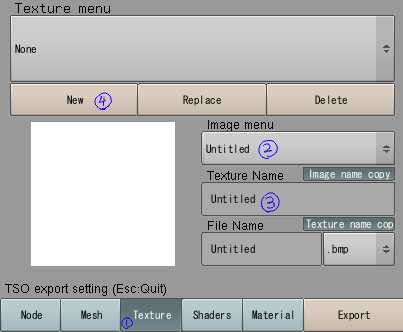 Texture menu
None
New ④ Replace Delete
Image menu
Untitled ②
Texture Name Image name copy
Untitled ③
File Name Texture name cop
Untitled .bmp
TSO export setting (Esc:Quit)
Node Mesh ① Texture Shaders Material Export